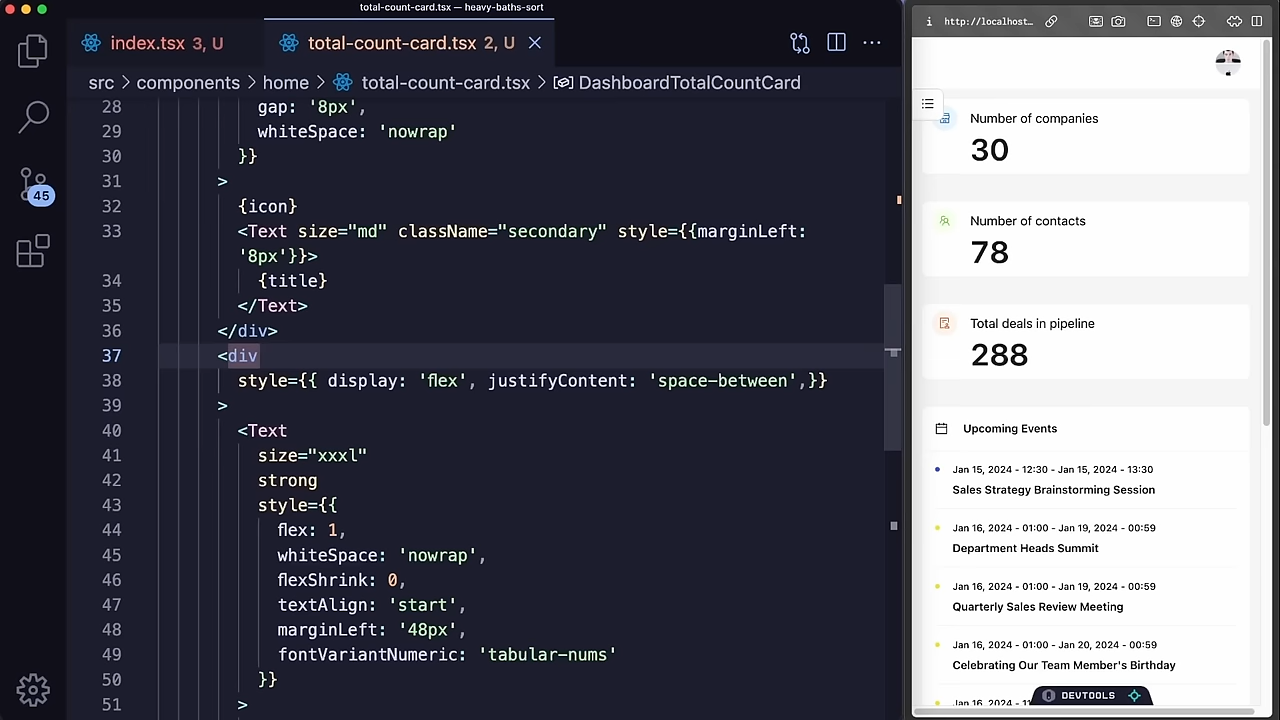 total-count-card.tsx — heavy-baths-sort
index.tsx 3, U
total-count-card.tsx 2, U
src > components > home > total-count-card.tsx > DashboardTotalCountCard
45
28 gap: '8px',
29 whiteSpace: 'nowrap'
30 }}
31 >
32 {icon}
33 <Text size="md" className="secondary" style={{marginLeft:
'8px'}}>
34 {title}
35 </Text>
36 </div>
37 <div
38 style={{ display: 'flex', justifyContent: 'space-between',}}
39 >
40 <Text
41 size="xxxl"
42 strong
43 style={{
44 flex: 1,
45 whiteSpace: 'nowrap',
46 flexShrink: 0,
47 textAlign: 'start',
48 marginLeft: '48px',
49 fontVariantNumeric: 'tabular-nums'
50 }}
51 >
http://localhost…
Number of companies
30
Number of contacts
78
Total deals in pipeline
288
Upcoming Events
Jan 15, 2024 - 12:30 - Jan 15, 2024 - 13:30
Sales Strategy Brainstorming Session
Jan 16, 2024 - 01:00 - Jan 19, 2024 - 00:59
Department Heads Summit
Jan 16, 2024 - 01:00 - Jan 19, 2024 - 00:59
Quarterly Sales Review Meeting
Jan 16, 2024 - 01:00 - Jan 20, 2024 - 00:59
Celebrating Our Team Member's Birthday
Jan 16, 2024 -
DEVTOOLS